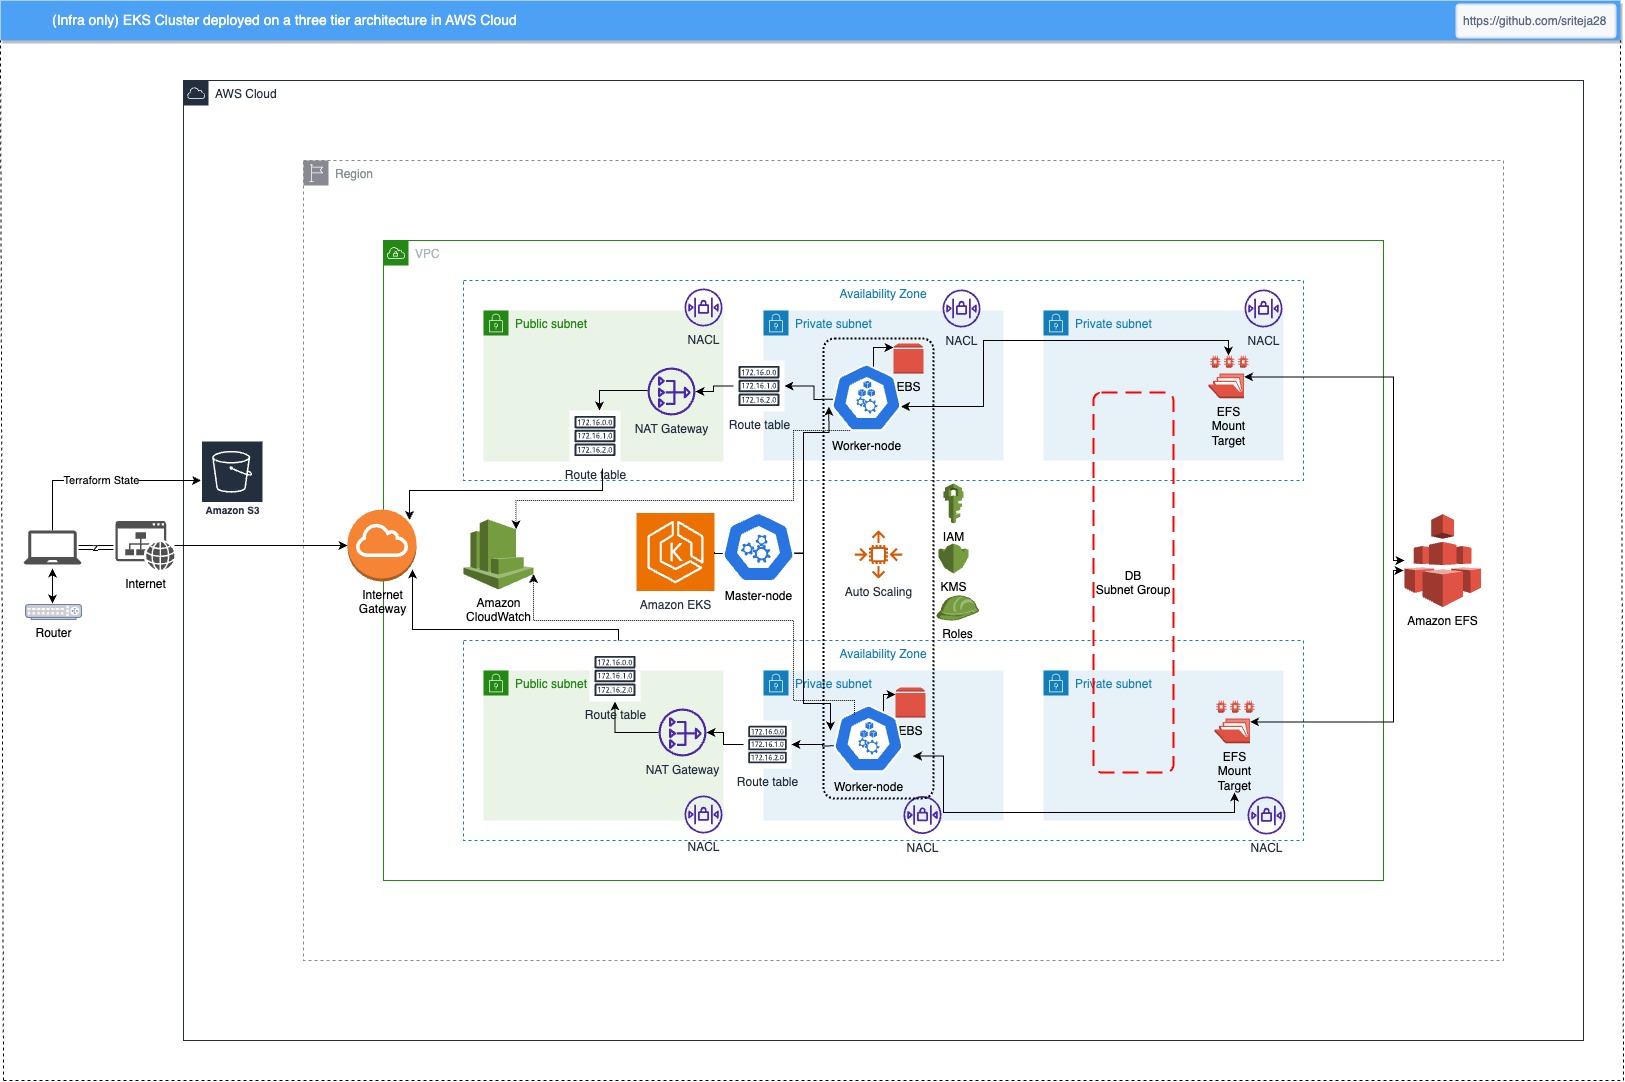 (Infra only) EKS Cluster deployed on a three tier architecture in AWS Cloud
https://github.com/sriteja28
AWS Cloud
Region
VPC
Availability Zone
Public subnet
NACL
Private subnet
NACL
Private subnet
NACL
EBS
172.16.0.0
172.16.1.0
172.16.2.0
Route table
NAT Gateway
172.16.0.0
172.16.1.0
172.16.2.0
Route table
Worker-node
EFS
Mount
Target
Terraform State
Amazon S3
Internet
Router
Internet
Gateway
Amazon
CloudWatch
K
Amazon EKS
Master-node
Auto Scaling
IAM
KMS
Roles
DB
Subnet Group
Amazon EFS
Availability Zone
Public subnet
172.16.0.0
172.16.1.0
172.16.2.0
Route table
Private subnet
Private subnet
EBS
NAT Gateway
172.16.0.0
172.16.1.0
172.16.2.0
Route table
Worker-node
EFS
Mount
Target
NACL
NACL
NACL